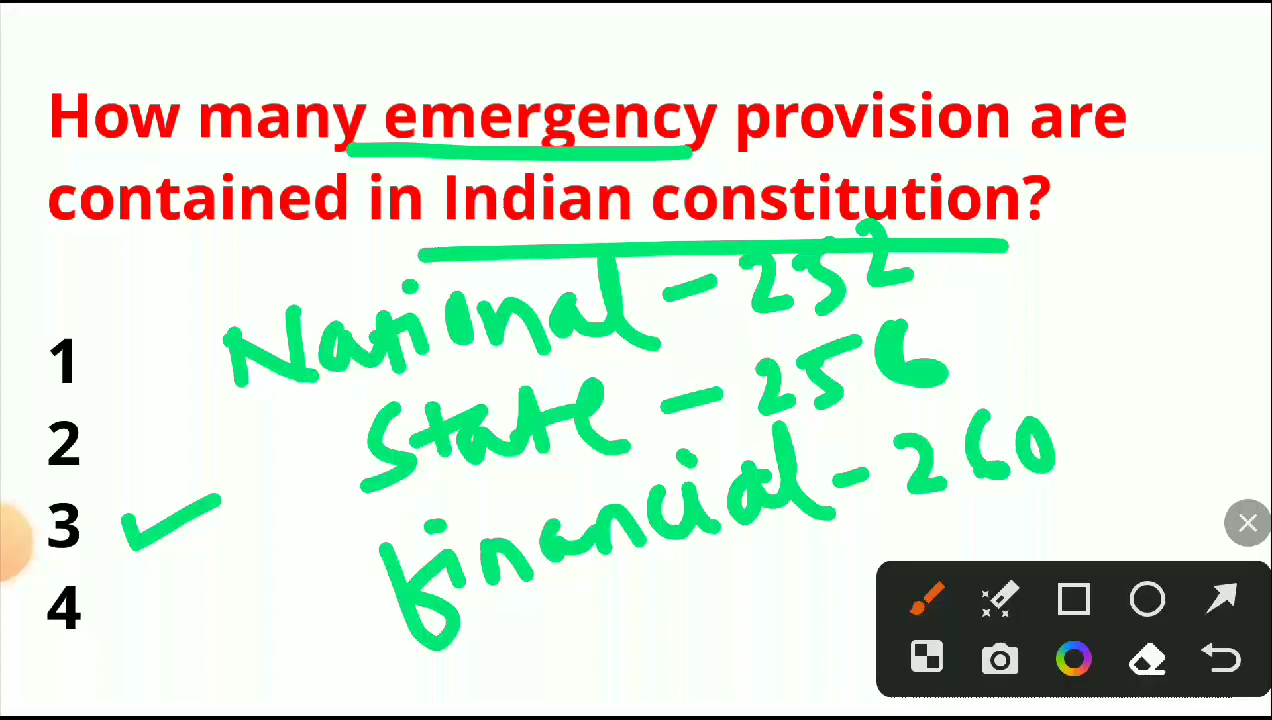 How many emergency provision are
contained in Indian constitution?
National - 252
1
State - 256
2
financial - 260
3
4